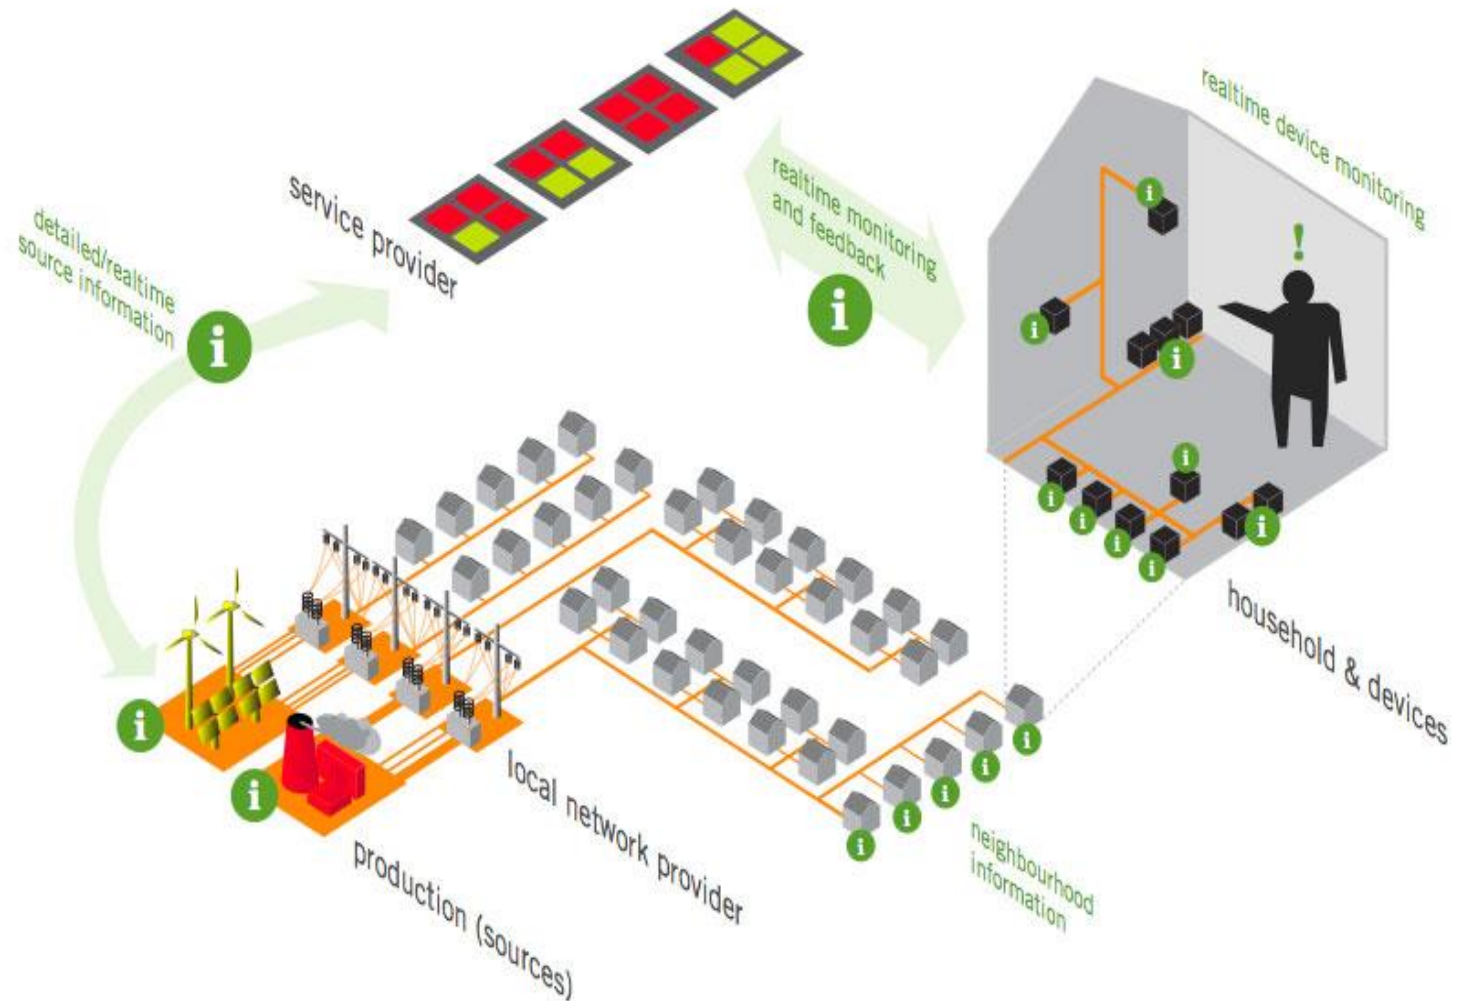 service provider
detailed/realtime
source information
i
realtime monitoring
and feedback
i
realtime device monitoring
!
i
i
i
i
i
i
i
i
i
i
i
household & devices
local network provider
production (sources)
i
i
i
i
i
i
neighbourhood
information